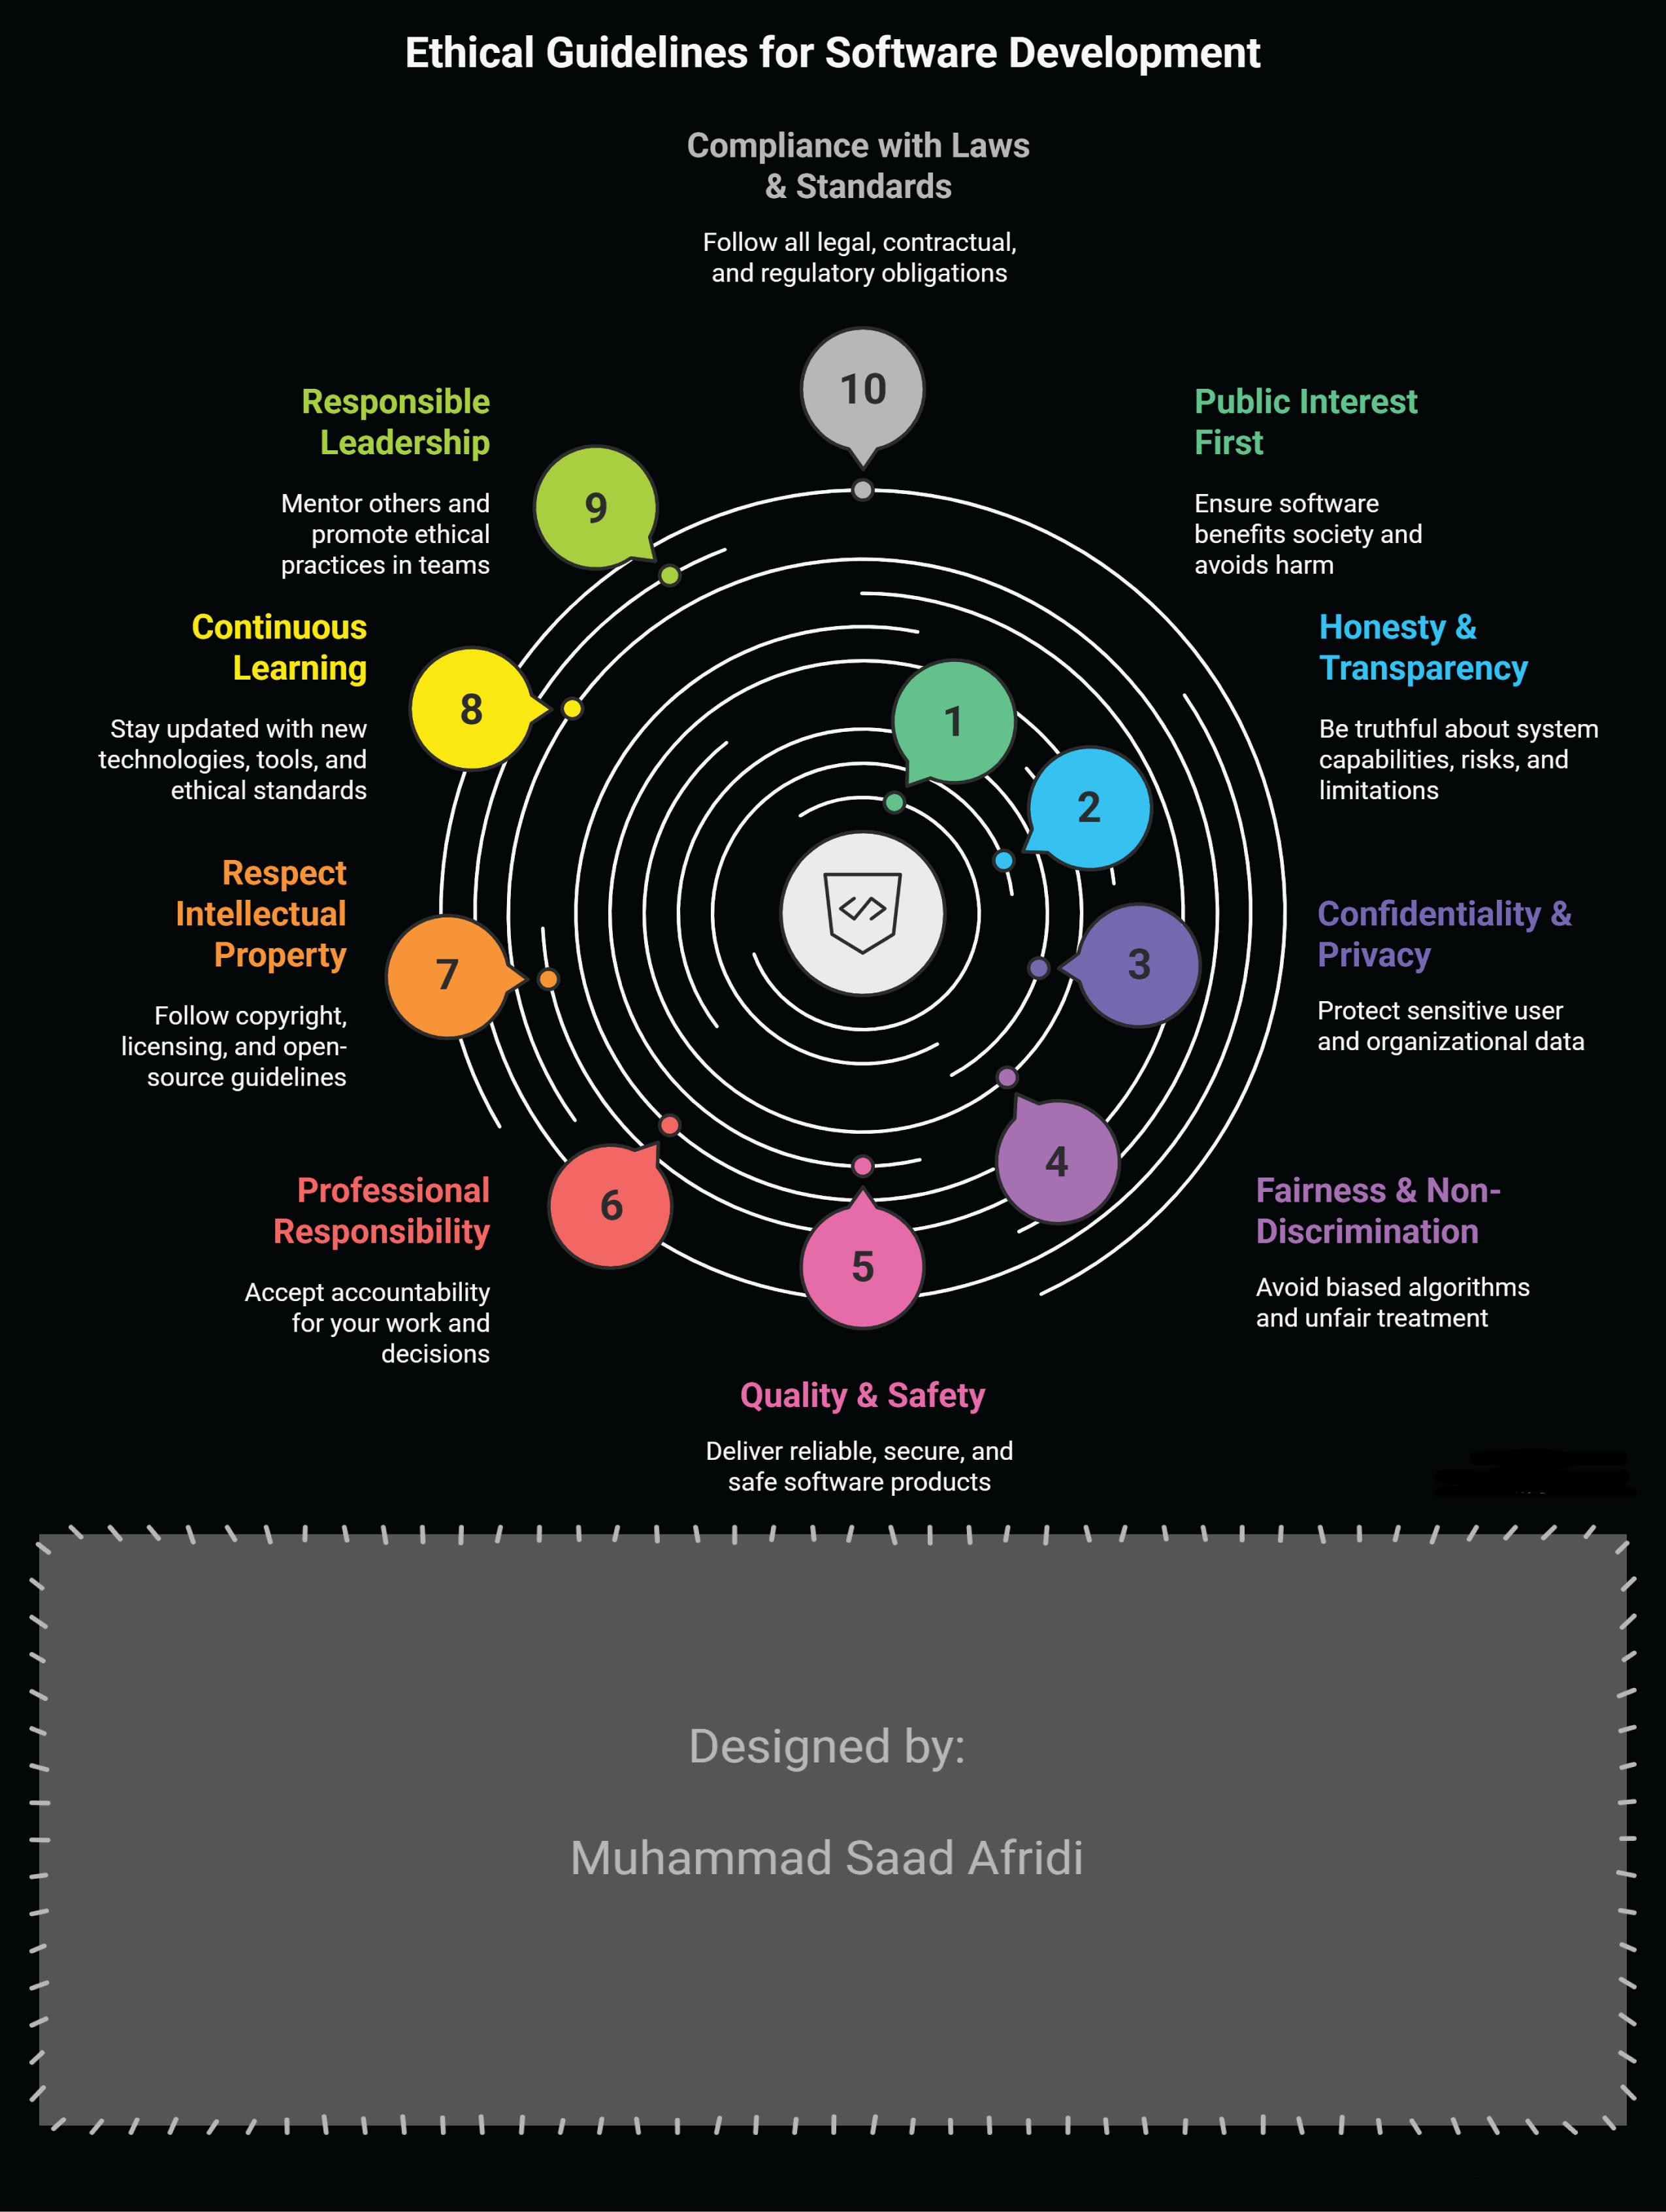 Ethical Guidelines for Software Development
Compliance with Laws
& Standards
Follow all legal, contractual,
and regulatory obligations
10
Responsible
Leadership
Mentor others and
promote ethical
practices in teams
9
Public Interest
First
Ensure software
benefits society and
avoids harm
1
Continuous
Learning
Stay updated with new
technologies, tools, and
ethical standards
8
Honesty &
Transparency
Be truthful about system
capabilities, risks, and
limitations
2
Respect
Intellectual
Property
Follow copyright,
licensing, and open-
source guidelines
7
Confidentiality &
Privacy
Protect sensitive user
and organizational data
3
Professional
Responsibility
Accept accountability
for your work and
decisions
6
Fairness & Non-
Discrimination
Avoid biased algorithms
and unfair treatment
4
5
Quality & Safety
Deliver reliable, secure, and
safe software products
Designed by:
Muhammad Saad Afridi